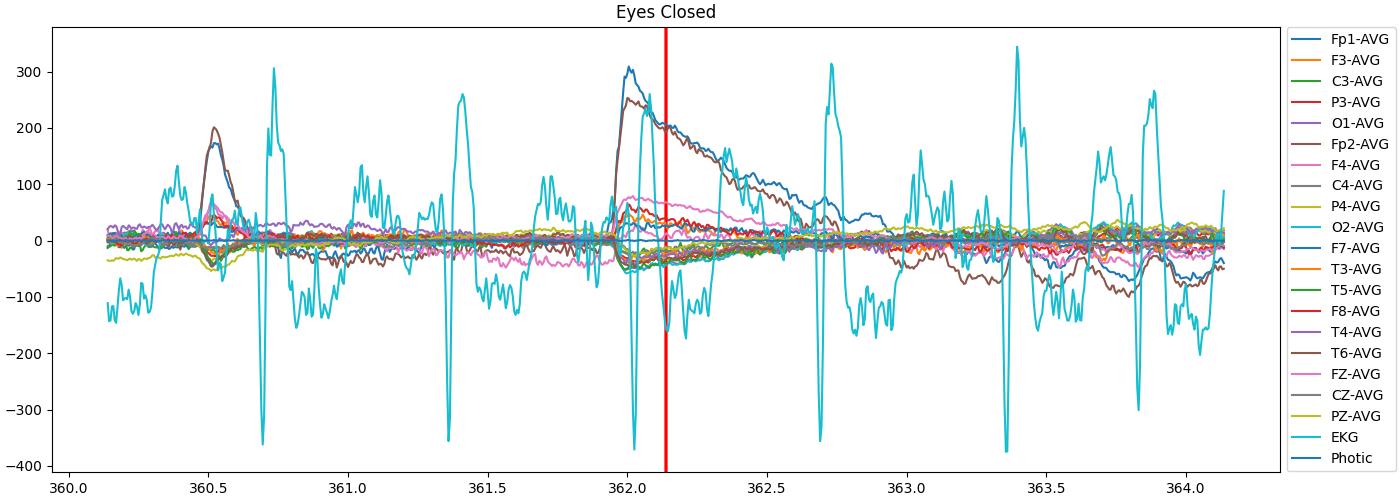 Eyes Closed
300
200
100
0
−100
−200
−300
−400
360.0 360.5 361.0 361.5 362.0 362.5 363.0 363.5 364.0
Fp1-AVG
F3-AVG
C3-AVG
P3-AVG
O1-AVG
Fp2-AVG
F4-AVG
C4-AVG
P4-AVG
O2-AVG
F7-AVG
T3-AVG
T5-AVG
F8-AVG
T4-AVG
T6-AVG
FZ-AVG
CZ-AVG
PZ-AVG
EKG
Photic